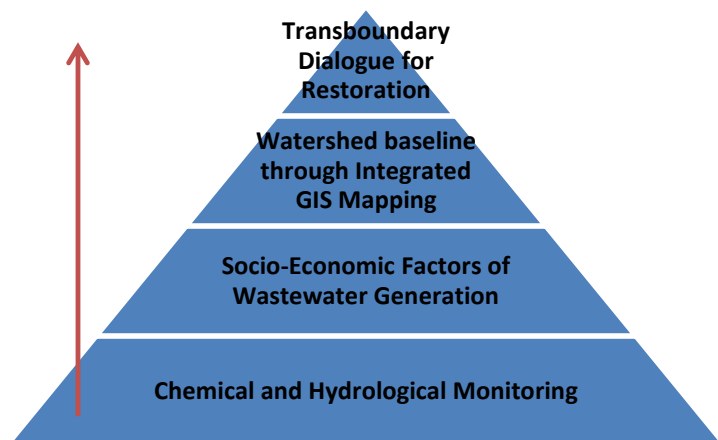 Transboundary
Dialogue for
Restoration
Watershed baseline
through Integrated
GIS Mapping
Socio-Economic Factors of
Wastewater Generation
Chemical and Hydrological Monitoring